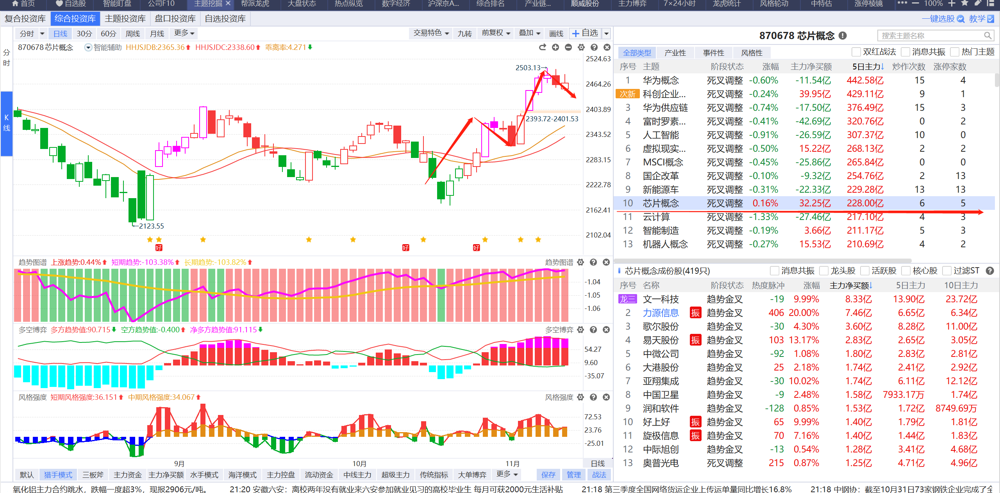 首页 自选股 智能盯盘 公司F10 主题挖掘 帮派龙虎 大盘状态 热点纵览 数字经济 沪深京A... 综合排名 产业链... 顺威股份 主力博弈 7×24小时 龙虎统计 风格轮动 中特估 涨停棱镜 ••• 100%
复合投资库 综合投资库 主题投资库 盘口投资库 自选投资库 一键选股 教学
分时 日线 30分 60分 周线 月线 更多 交易特色 九转 前复权 叠加 画线 +自选
870678 芯片概念 搜索主题名称
分时
K线
870678 芯片概念 智能辅助 HHJSJDB:2365.36 HHJSJDC:2338.60 乖离率:4.271
全部类型 产业性 事件性 风格性 双红战法 消息共振 热门主题
2524.63
2464.26
2403.89
2343.52
2283.15
2222.78
2162.41
2102.04
2503.13→
2393.72-2401.53
←2123.55
好 好 好
序号 主题 阶段状态 涨幅 主力净买额 5日主力↓ 炒作次数 涨停家数
1 华为概念 死叉调整 -0.60% -11.54亿 442.58亿 15 4
次新 科创企业... 死叉调整 -0.24% 39.95亿 429.11亿 9 1
3 华为供应链 死叉调整 -0.74% -17.50亿 376.49亿 15 3
4 富时罗素... 死叉调整 -0.41% -42.69亿 320.76亿 0 2
5 人工智能 死叉调整 -0.91% -26.59亿 307.37亿 10 0
6 虚拟现实... 死叉调整 -0.50% 15.22亿 268.13亿 2 2
7 MSCI概念 死叉调整 -0.45% -25.86亿 265.84亿 0 0
8 国企改革 死叉调整 -0.10% -9.32亿 254.76亿 2 13
9 新能源车 死叉调整 -0.31% -22.33亿 229.28亿 13 13
10 芯片概念 死叉调整 0.16% 32.25亿 228.00亿 6 5
11 云计算 死叉调整 -1.33% -27.46亿 217.10亿 4 3
12 智能制造 死叉调整 -0.19% 3.66亿 211.17亿 5 3
13 机器人概念 死叉调整 -0.27% 15.53亿 210.69亿 4 2
趋势图谱 上涨趋势:0.44% 短期趋势:-103.38% 长期趋势:-103.82% 趋势图谱
-1.04
-1.05
-1.06
多空博弈 多方趋势值:90.715 空方趋势值:-0.400 净多方趋势值:91.115 多空博弈
54.27
9.60
-35.07
风格强度 短期风格强度:36.151 中期风格强度:34.067 风格强度
72.53
23.76
-25.01
9月 10月 11月 日线
芯片概念成份股(419只) 消息共振 龙头股 活跃股 核心股 过滤ST
序号 名称 阶段状态 热度脉冲 涨幅 主力净买额↓ 5日主力 10日主力
龙三 文一科技 趋势金叉 -19 9.99% 8.33亿 13.90亿 23.72亿
2 力源信息 振 趋势金叉 406 20.00% 7.46亿 6.65亿 6.34亿
3 歌尔股份 趋势金叉 -30 4.30% 3.60亿 8.28亿 11.00亿
4 易天股份 振 趋势金叉 103 13.17% 2.83亿 2.65亿 3.05亿
5 中微公司 趋势金叉 -92 1.08% 1.80亿 2.83亿 2.81亿
6 大港股份 趋势金叉 25 2.18% 1.74亿 2.41亿 2.92亿
7 亚翔集成 趋势金叉 -30 10.02% 1.74亿 6.11亿 12.12亿
8 中国卫星 趋势金叉 -9 2.48% 1.58亿 7933.17万 1.74亿
9 润和软件 趋势金叉 -128 0.85% 1.53亿 1.72亿 8749.69万
10 好上好 振 趋势金叉 65 9.99% 1.40亿 1.79亿 1.81亿
11 旋极信息 振 趋势金叉 70 7.16% 1.40亿 1.44亿 1.83亿
12 中际旭创 趋势金叉 -13 0.54% 1.28亿 3.41亿 4.68亿
13 奥普光电 死叉调整 215 0.87% 1.25亿 4.71亿 4.96亿
默认 猎手模式 三板斧 主力资金 主力净买额 水手模式 海洋模式 主力控盘 流动资金 中线主力 超级主力 传统指标 大单博弈 更多 保存 管理 战法
氧化铝主力合约跳水，跌幅一度超3%，现报2906元/吨。 21:20 安徽六安：离校两年没有就业来六安参加就业见习的高校毕业生 每月可获2000元生活补贴 21:18 第三季度全国网络货运企业上传运单量同比增长16.8% 21:18 中钢协：截至10月31日73家钢铁企业完成了全